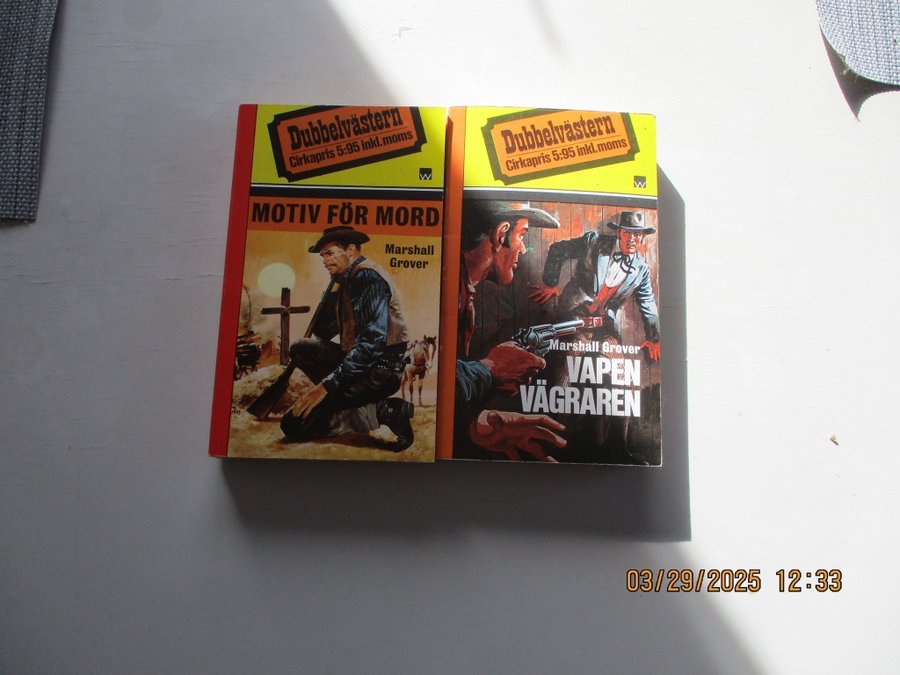 Dubbelvästern
Cirkapris 5:95 inkl.moms
W
MOTIV FÖR MORD
Marshall
Grover
Dubbelvästern
Cirkapris 5:95 inkl.moms
W
Marshall Grover
VAPEN
VÄGRAREN
03/29/2025 12:33